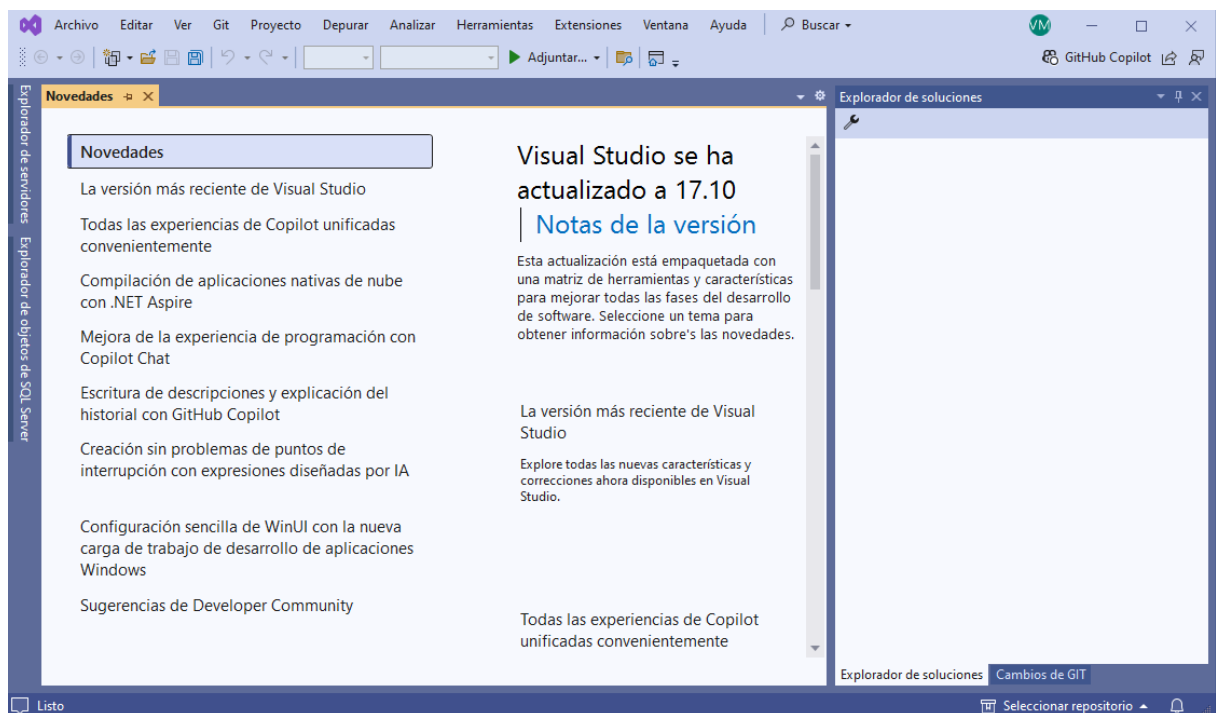 Archivo Editar Ver Git Proyecto Depurar Analizar Herramientas Extensiones Ventana Ayuda Buscar
VM
Adjuntar...
GitHub Copilot
Explorador de servidores
Explorador de objetos de SQL Server
Novedades
Novedades
La versión más reciente de Visual Studio
Todas las experiencias de Copilot unificadas
convenientemente
Compilación de aplicaciones nativas de nube
con .NET Aspire
Mejora de la experiencia de programación con
Copilot Chat
Escritura de descripciones y explicación del
historial con GitHub Copilot
Creación sin problemas de puntos de
interrupción con expresiones diseñadas por IA
Configuración sencilla de WinUI con la nueva
carga de trabajo de desarrollo de aplicaciones
Windows
Sugerencias de Developer Community
Visual Studio se ha
actualizado a 17.10
Notas de la versión
Esta actualización está empaquetada con
una matriz de herramientas y características
para mejorar todas las fases del desarrollo
de software. Seleccione un tema para
obtener información sobre's las novedades.
La versión más reciente de Visual
Studio
Explore todas las nuevas características y
correcciones ahora disponibles en Visual
Studio.
Todas las experiencias de Copilot
unificadas convenientemente
Explorador de soluciones
Explorador de soluciones Cambios de GIT
Listo
Seleccionar repositorio